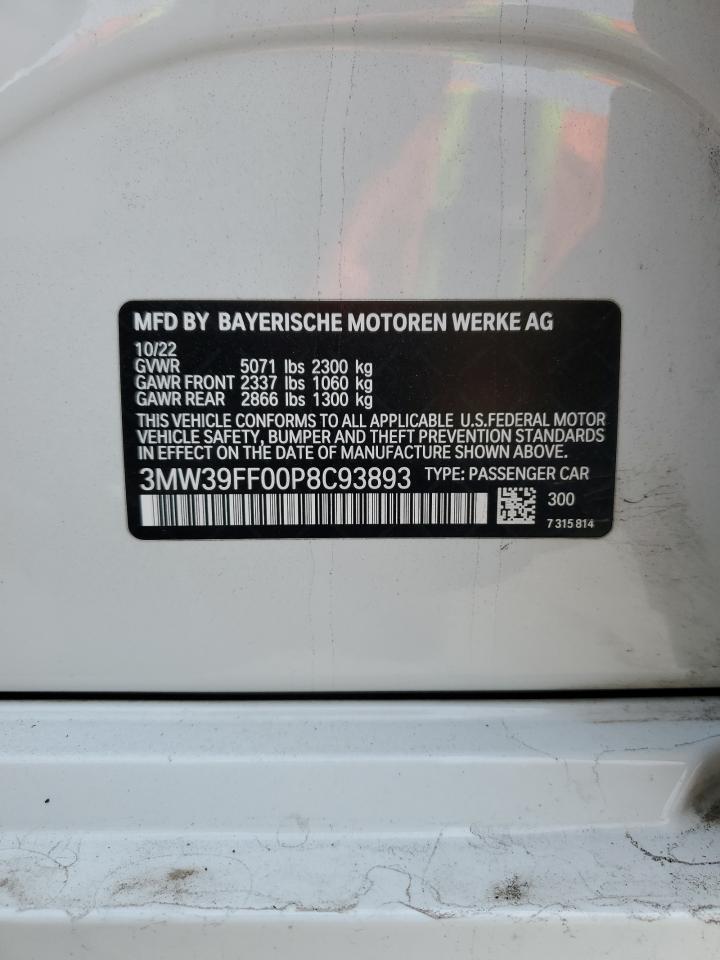 MFD BY BAYERISCHE MOTOREN WERKE AG
10/22
GVWR 5071 lbs 2300 kg
GAWR FRONT 2337 lbs 1060 kg
GAWR REAR 2866 lbs 1300 kg
THIS VEHICLE CONFORMS TO ALL APPLICABLE U.S.FEDERAL MOTOR
VEHICLE SAFETY, BUMPER AND THEFT PREVENTION STANDARDS
IN EFFECT ON THE DATE OF MANUFACTURE SHOWN ABOVE.
3MW39FF00P8C93893 TYPE: PASSENGER CAR
300
7 315 814